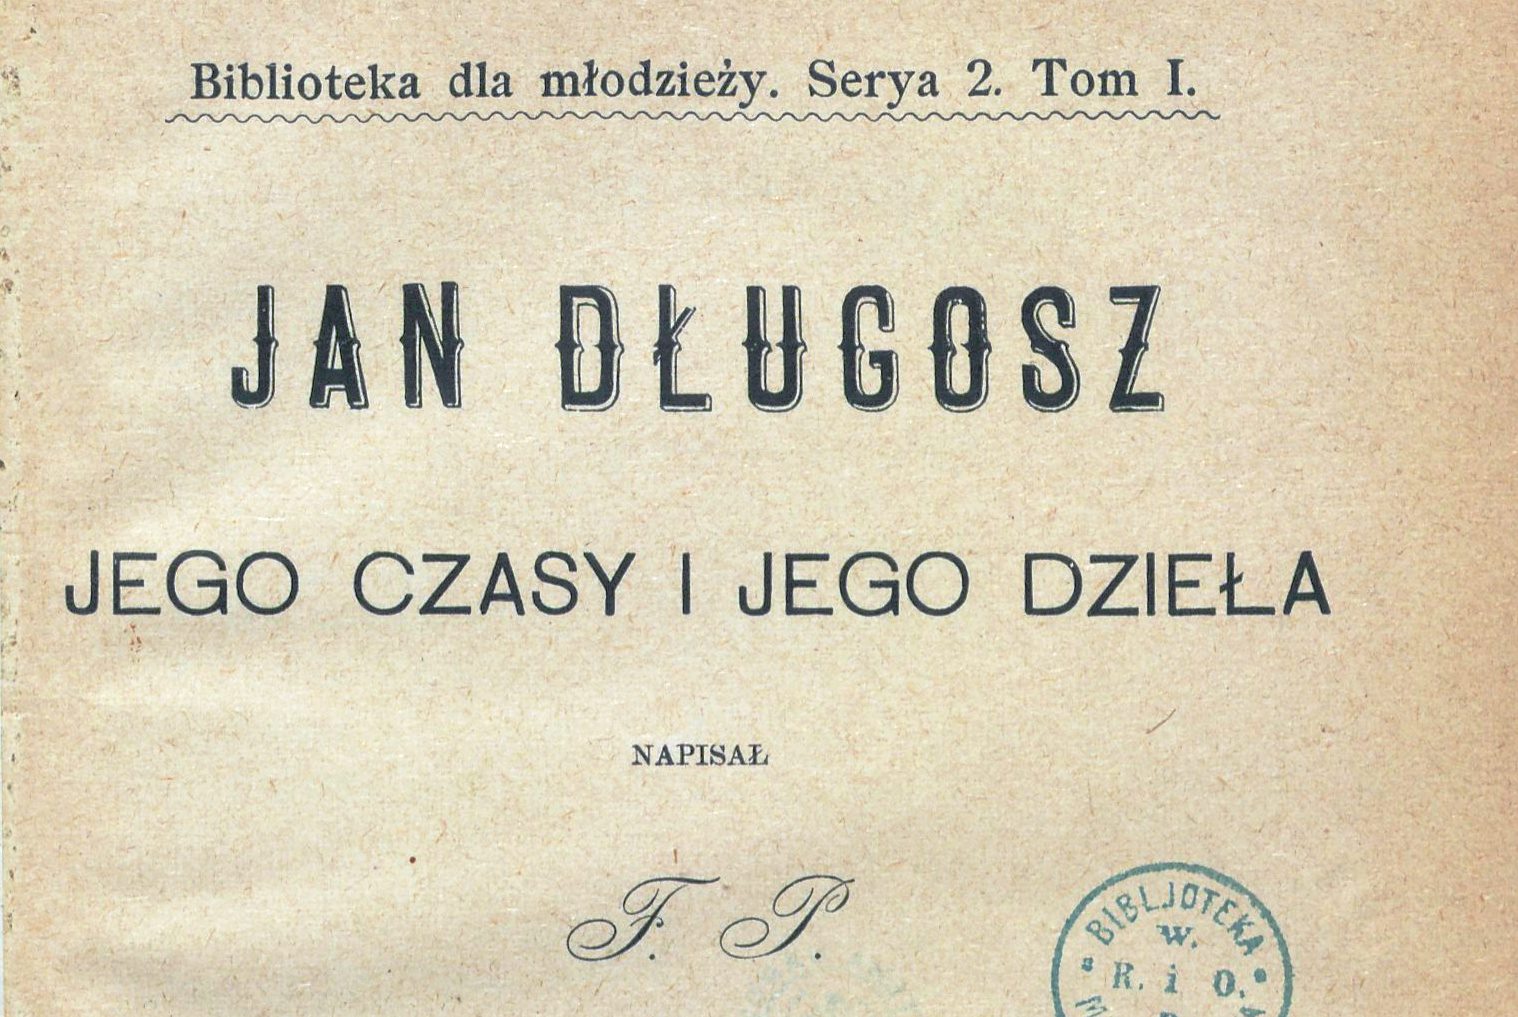 Biblioteka dla młodzieży. Serya 2. Tom I.
JAN DŁUGOSZ
JEGO CZASY I JEGO DZIEŁA
NAPISAŁ
F. P.
BIBLJOTEKA
W.
R. i O.